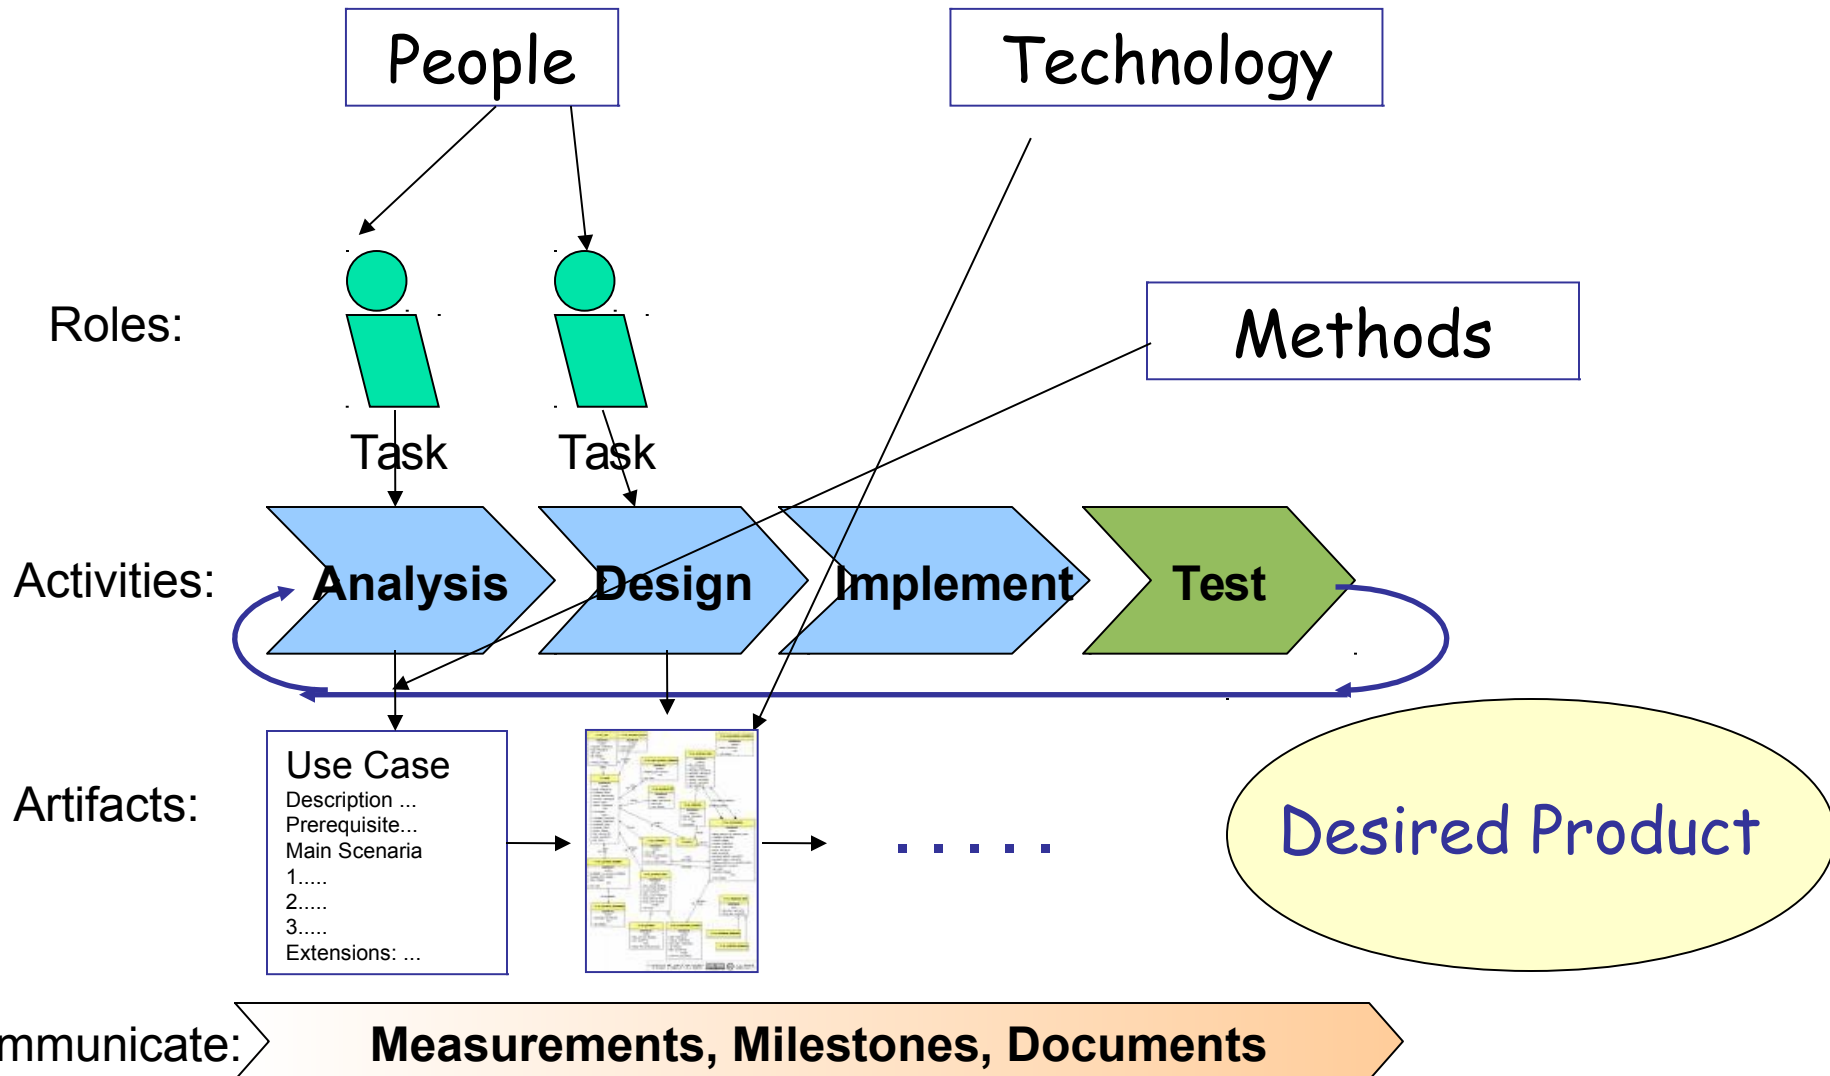 People
Technology
Roles:
Methods
Task
Task
Activities:
Analysis
Design
Implement
Test
Artifacts:
Use Case
Description ...
Prerequisite...
Main Scenaria
1.....
2.....
3.....
Extensions: ...
. . . . .
Desired Product
mmunicate:
Measurements, Milestones, Documents